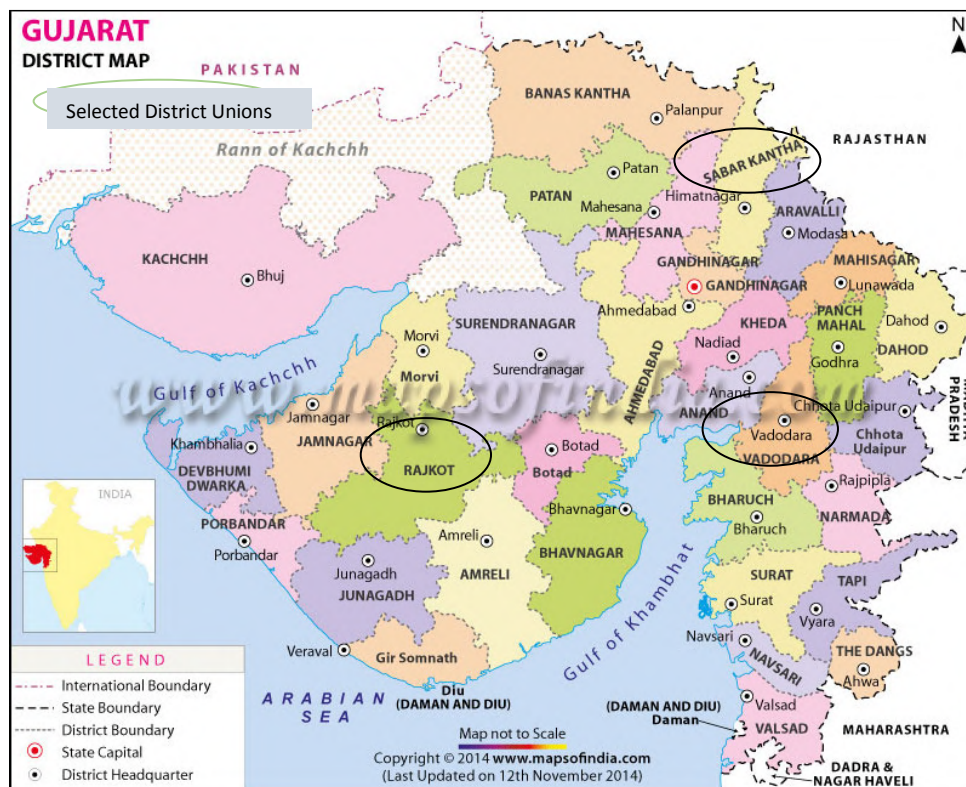 GUJARAT
DISTRICT MAP
N
PAKISTAN
Selected District Unions
Rann of Kachchh
BANAS KANTHA
Palanpur
RAJASTHAN
SABAR KANTHA
Patan
PATAN
Himatnagar
Mahesana
MAHESANA
ARAVALLI
Modasa
KACHCHH
Bhuj
GANDHINAGAR
GANDHINAGAR
MAHISAGAR
Lunawada
Ahmedabad
AHMEDABAD
SURENDRANAGAR
Surendranagar
KHEDA
Nadiad
PANCH
MAHAL
Godhra
Dahod
DAHOD
Morvi
Morvi
Gulf of Kachchh
www.mapsofindia.com
Anand
ANAND
Chhota Udaipur
Chhota
Udaipur
PRADESH
Jamnagar
JAMNAGAR
Rajkot
RAJKOT
Khambhalia
DEVBHUMI
DWARKA
Botad
Botad
Vadodara
VADODARA
INDIA
PORBANDAR
Porbandar
Bhavnagar
BHAVNAGAR
BHARUCH
Bharuch
Rajpipla
NARMADA
Amreli
AMRELI
Junagadh
JUNAGADH
Gulf of Khambhat
SURAT
Surat
TAPI
Vyara
Navsari
NAVSARI
THE DANGS
Ahwa
Veraval
Gir Somnath
Diu
(DAMAN AND DIU)
ARABIAN
SEA
(DAMAN AND DIU)
Daman
Valsad
VALSAD
MAHARASHTRA
DADRA &
NAGAR HAVELI
LEGEND
International Boundary
State Boundary
District Boundary
State Capital
District Headquarter
Map not to Scale
Copyright © 2014 www.mapsofindia.com
(Last Updated on 12th November 2014)